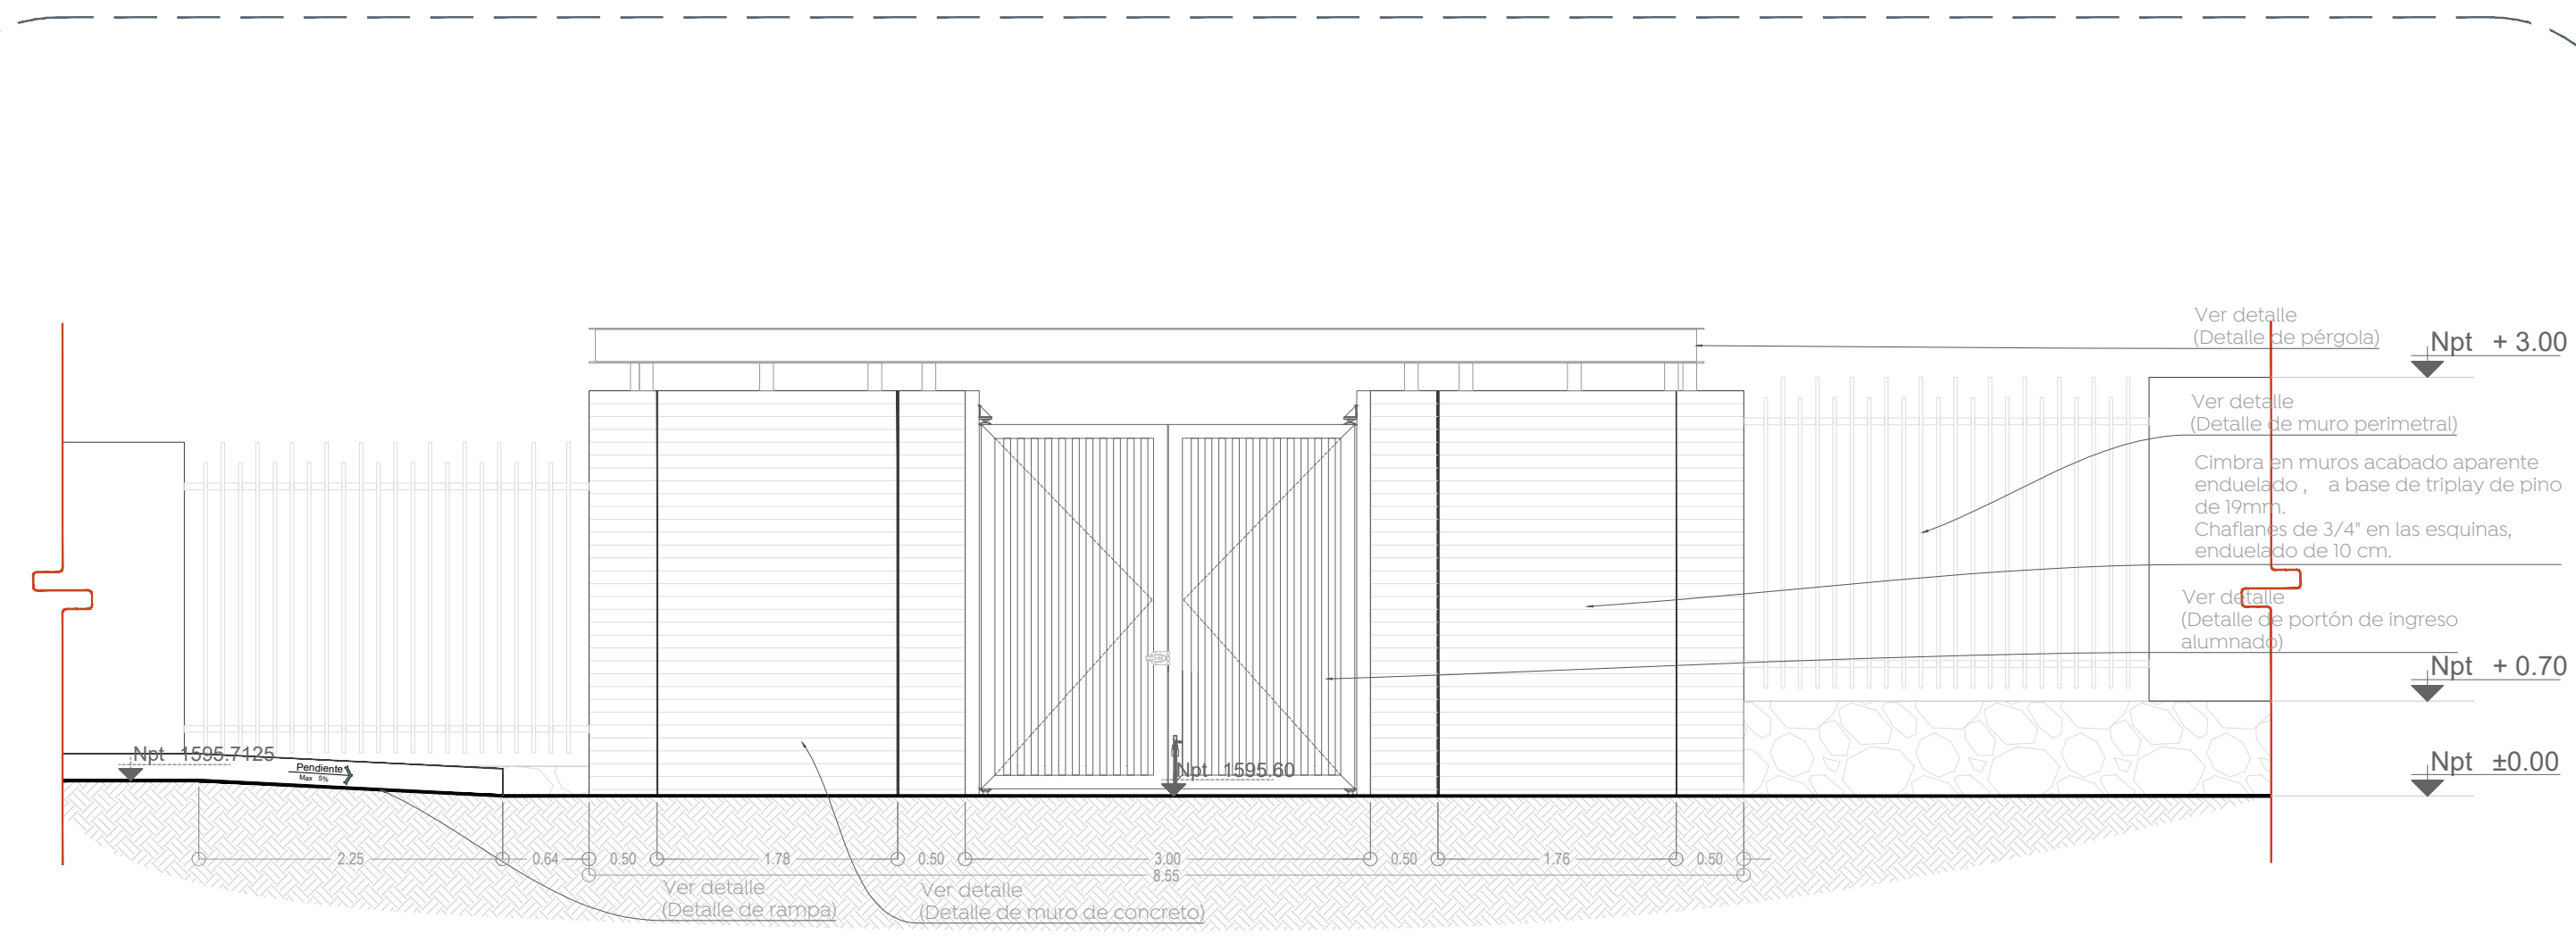 Ver detalle
(Detalle de pérgola)
Npt + 3.00
Ver detalle
(Detalle de muro perimetral)
Cimbra en muros acabado aparente
enduelado , a base de triplay de pino
de 19mm.
Chaflanes de 3/4" en las esquinas,
enduelado de 10 cm.
Ver detalle
(Detalle de portón de ingreso
alumnado)
Npt + 0.70
Npt ±0.00
Npt 1595.7125
Pendiente
Max 5%
Npt 1595.60
2.25 0.64 0.50 1.78 0.50 3.00 0.50 1.76 0.50
8.55
Ver detalle
(Detalle de rampa)
Ver detalle
(Detalle de muro de concreto)